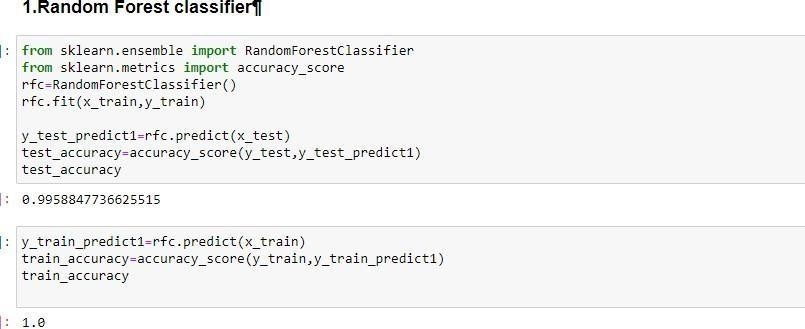 1.Random Forest classifier¶
]: from sklearn.ensemble import RandomForestClassifier
from sklearn.metrics import accuracy_score
rfc=RandomForestClassifier()
rfc.fit(x_train,y_train)
y_test_predict1=rfc.predict(x_test)
test_accuracy=accuracy_score(y_test,y_test_predict1)
test_accuracy
]: 0.9958847736625515
]: y_train_predict1=rfc.predict(x_train)
train_accuracy=accuracy_score(y_train,y_train_predict1)
train_accuracy
]: 1.0